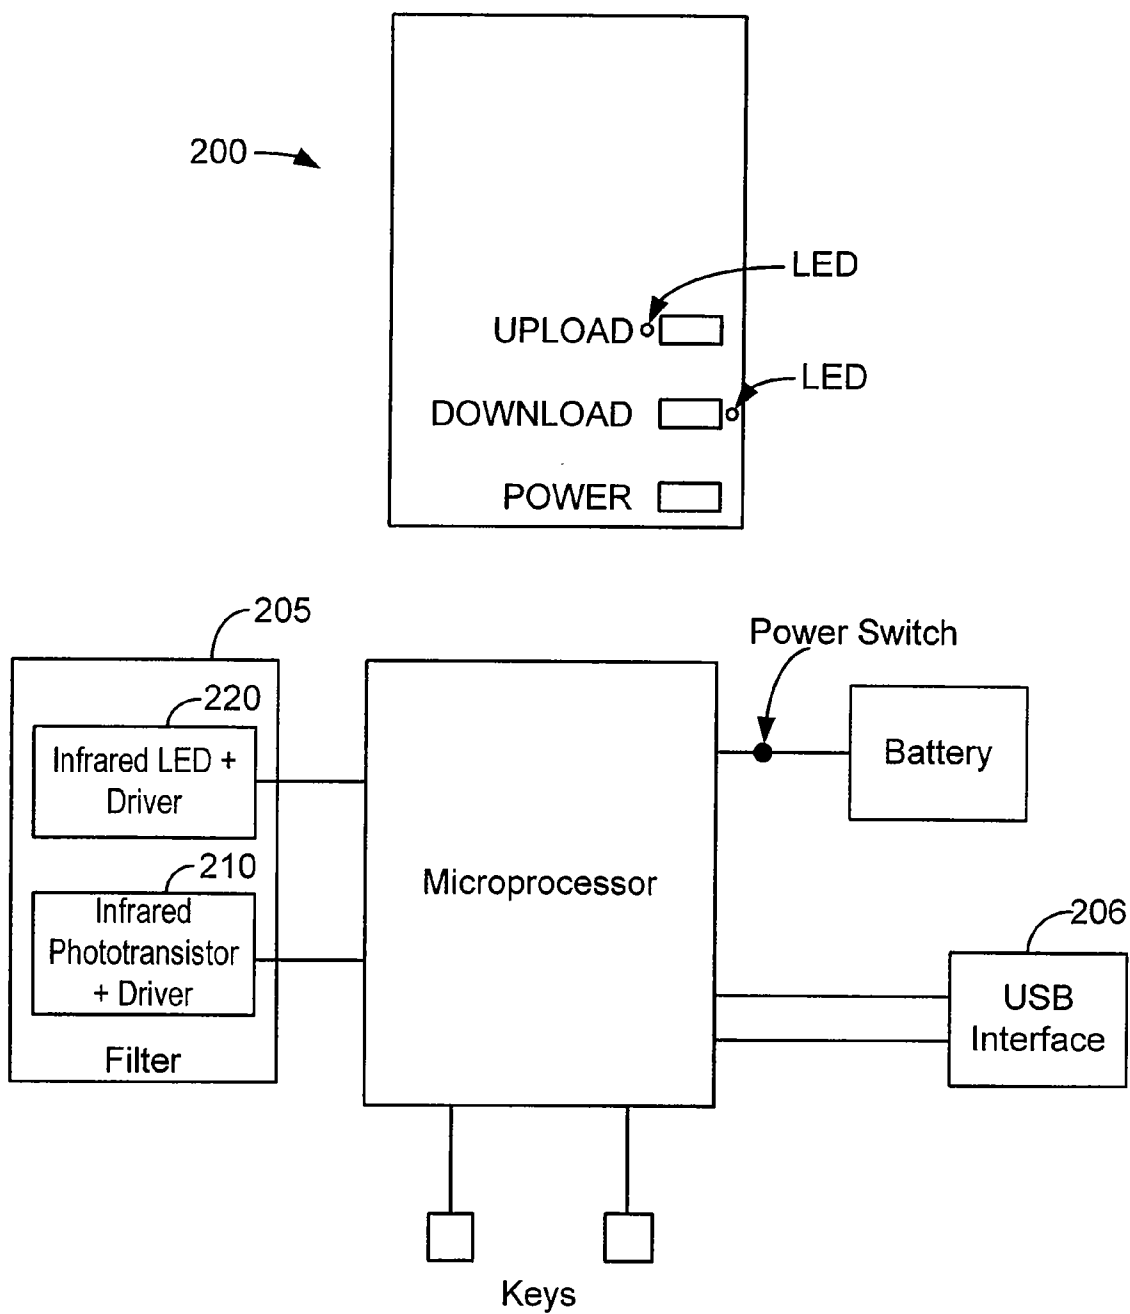 200
LED
UPLOAD
LED
DOWNLOAD
POWER
205
Power Switch
220
Infrared LED +
Driver
Battery
210
Microprocessor
Infrared
Phototransistor
+ Driver
206
USB
Interface
Filter
Keys